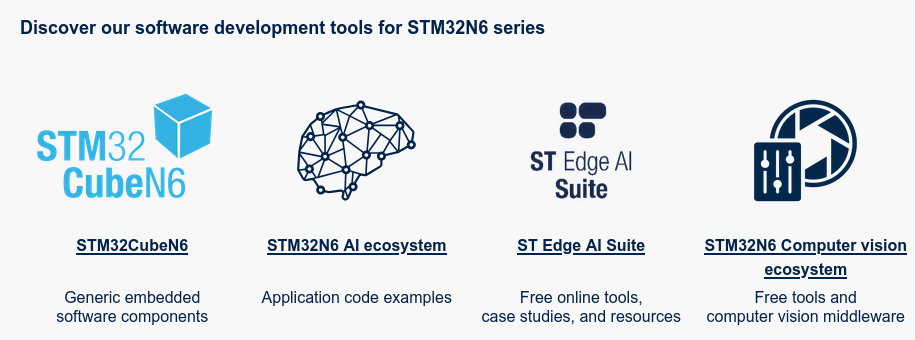 Discover our software development tools for STM32N6 series
STM32
CubeN6
ST Edge AI
Suite
STM32CubeN6
STM32N6 AI ecosystem
ST Edge AI Suite
STM32N6 Computer vision
ecosystem
Generic embedded
software components
Application code examples
Free online tools,
case studies, and resources
Free tools and
computer vision middleware